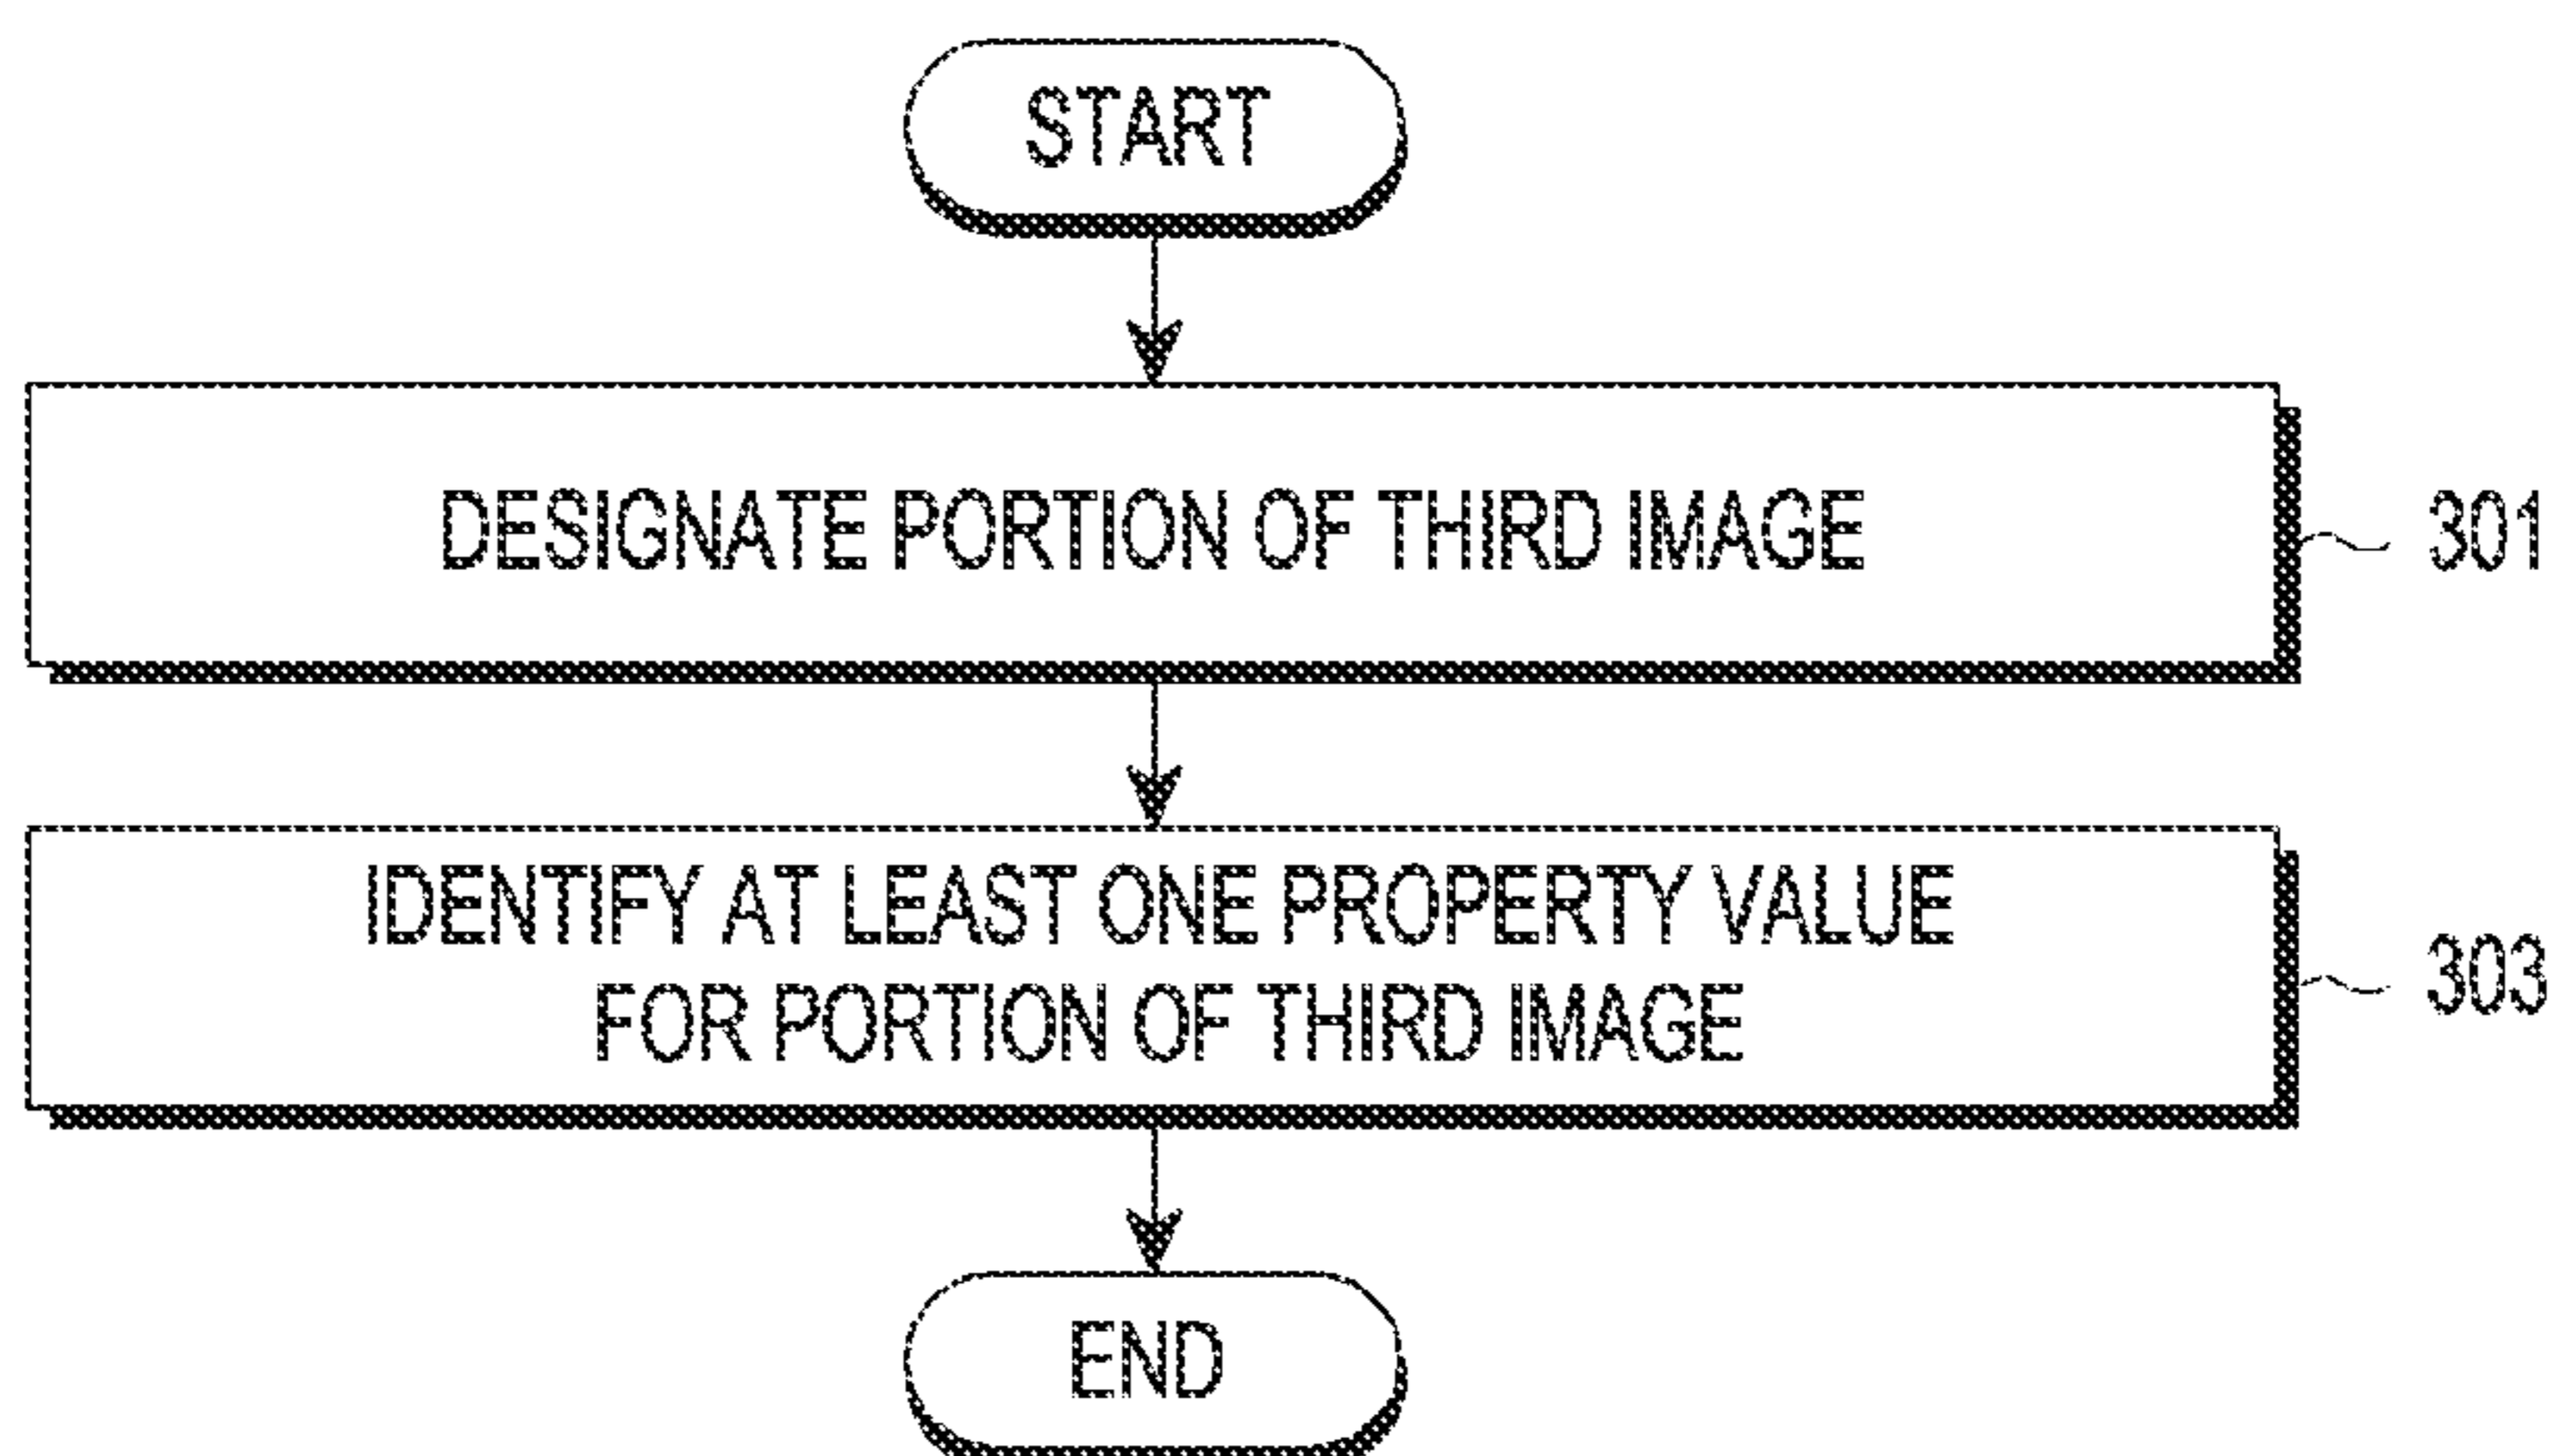 START
DESIGNATE PORTION OF THIRD IMAGE
301
IDENTIFY AT LEAST ONE PROPERTY VALUE
FOR PORTION OF THIRD IMAGE
303
END